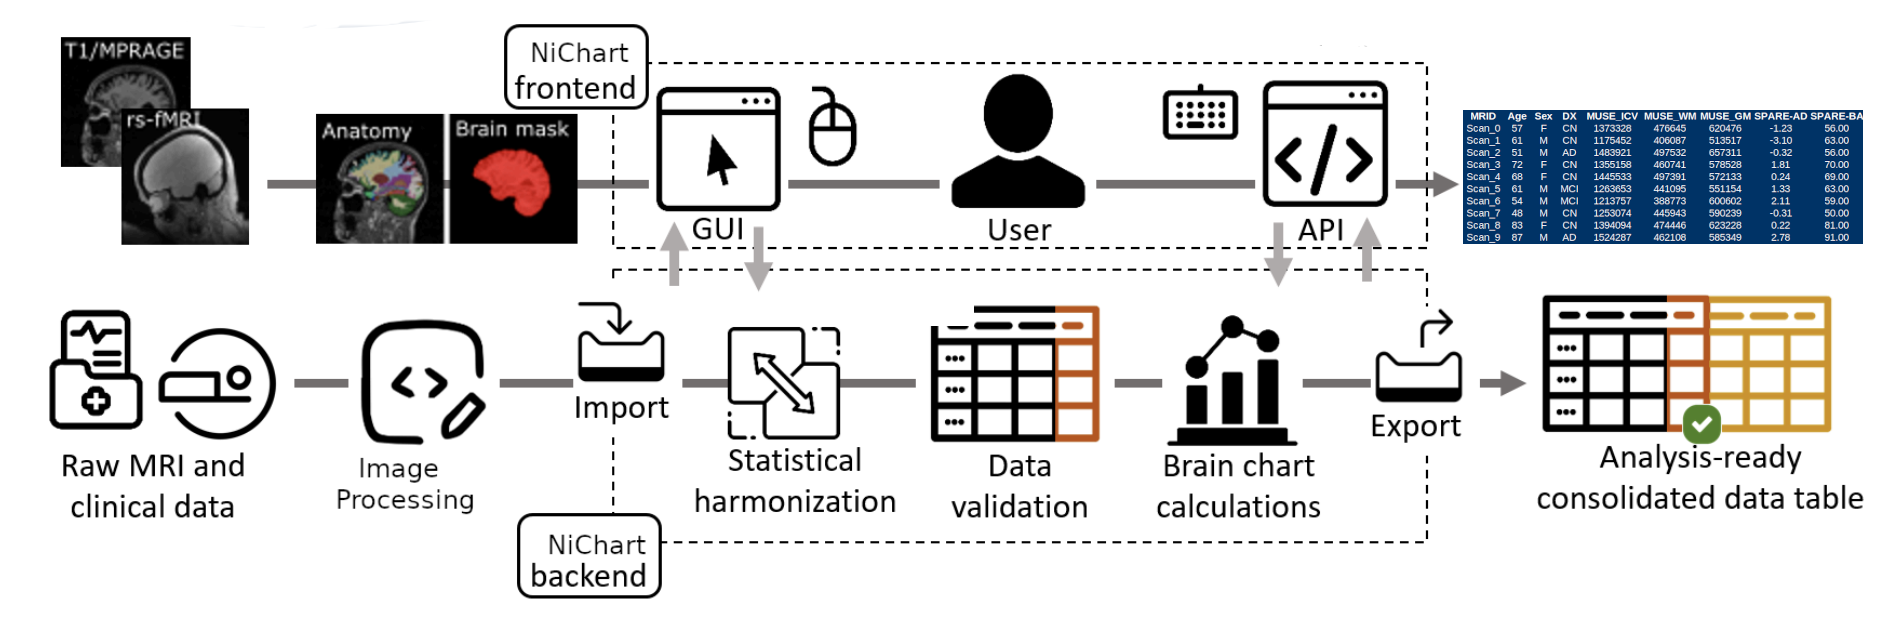 T1/MPRAGE
rs-fMRI
Anatomy
Brain mask
NiChart
frontend
GUI
User
API
MRID Age Sex DX MUSE_ICV MUSE_WM MUSE_GM SPARE-AD SPARE-BA
Scan_0 57 F CN 1373328 476645 620476 -1.23 56.00
Scan_1 61 M CN 1175452 406087 513517 -3.10 63.00
Scan_2 51 M AD 1483921 497532 657311 -0.32 56.00
Scan_3 72 F CN 1355158 460741 578528 1.81 70.00
Scan_4 68 F CN 1445533 497391 572133 0.24 69.00
Scan_5 61 M MCI 1263653 441095 551154 1.33 63.00
Scan_6 54 M MCI 1213757 388773 600602 2.11 59.00
Scan_7 48 M CN 1253074 445943 590239 -0.31 50.00
Scan_8 83 F CN 1394094 474446 623228 0.22 81.00
Scan_9 87 M AD 1524287 462108 585349 2.78 91.00
Raw MRI and
clinical data
Image
Processing
Import
Statistical
harmonization
Data
validation
Brain chart
calculations
Export
Analysis-ready
consolidated data table
NiChart
backend